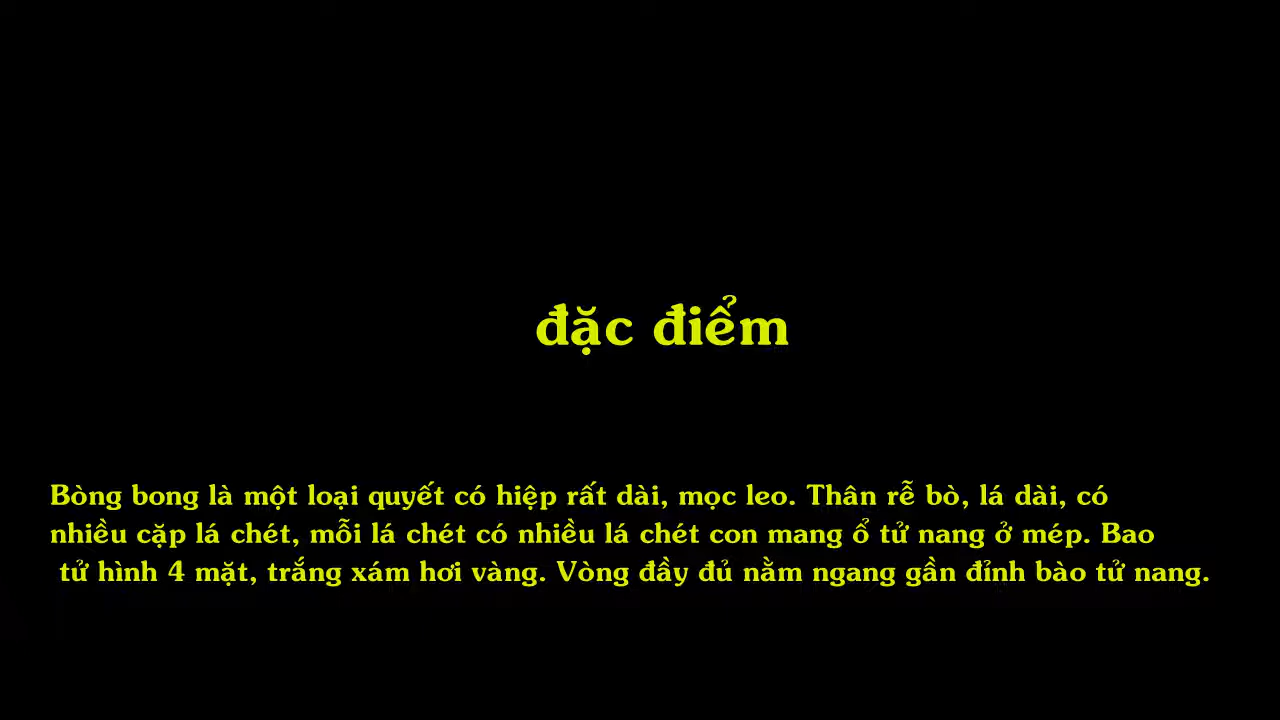 đặc điểm
Bòng bong là một loại quyết có hiệp rất dài, mọc leo. Thân rễ bò, lá dài, có
nhiều cặp lá chét, mỗi lá chét có nhiều lá chét con mang ổ tử nang ở mép. Bao
tử hình 4 mặt, trắng xám hơi vàng. Vòng đầy đủ nằm ngang gần đỉnh bào tử nang.